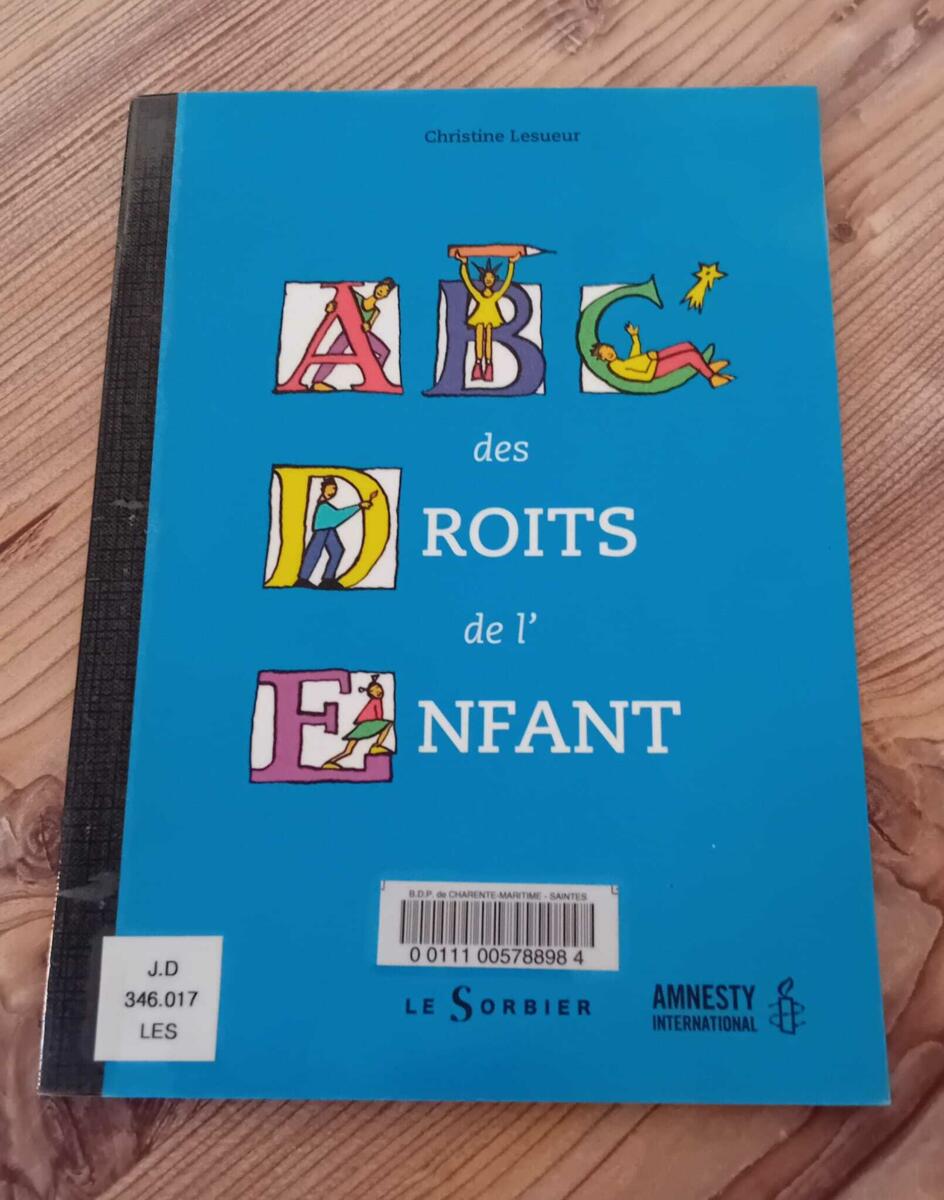 Christine Lesueur
ABC
des
DROITS
de l'
ENFANT
B.D.P. de CHARENTE-MARITIME - SAINTES
0 0111 00578898 4
J.D
346.017
LES
LE SORBIER
AMNESTY
INTERNATIONAL